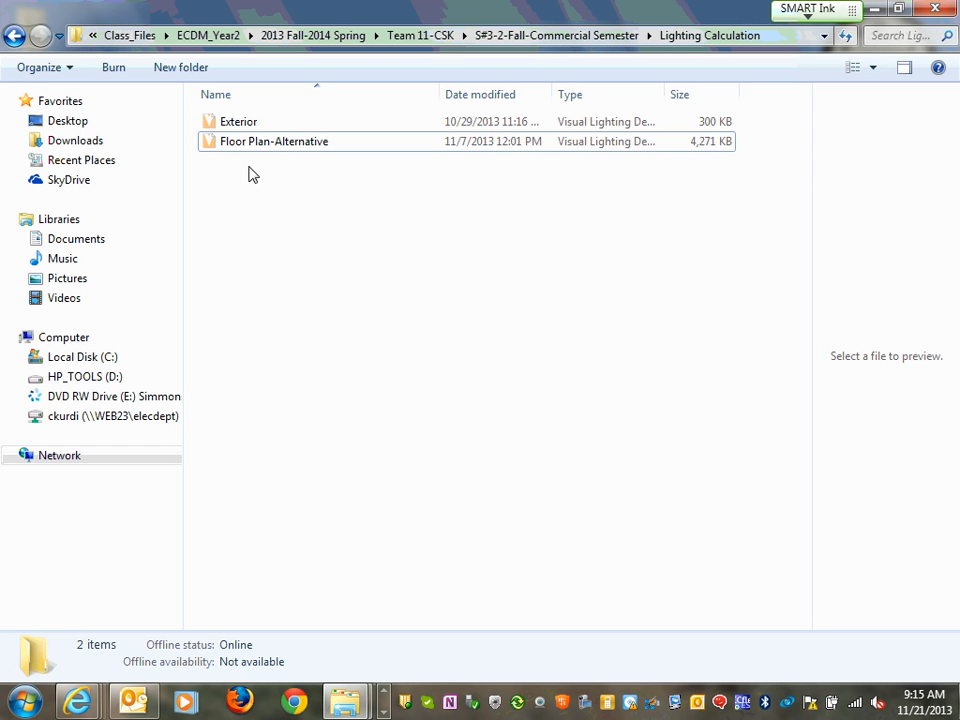 SMART Ink
« Class_Files ECDM_Year2 2013 Fall-2014 Spring Team 11-CSK S#3-2-Fall-Commercial Semester Lighting Calculation Search Lig...
Organize Burn New folder
Name Date modified Type Size
Favorites
Desktop
Downloads
Recent Places
SkyDrive
Libraries
Documents
Music
Pictures
Videos
Computer
Local Disk (C:)
HP_TOOLS (D:)
DVD RW Drive (E:) Simmon
ckurdi (\\WEB23\elecdept)
Network
Exterior 10/29/2013 11:16 ... Visual Lighting De... 300 KB
Floor Plan-Alternative 11/7/2013 12:01 PM Visual Lighting De... 4,271 KB
Select a file to preview.
2 items Offline status: Online
Offline availability: Not available
9:15 AM
11/21/2013